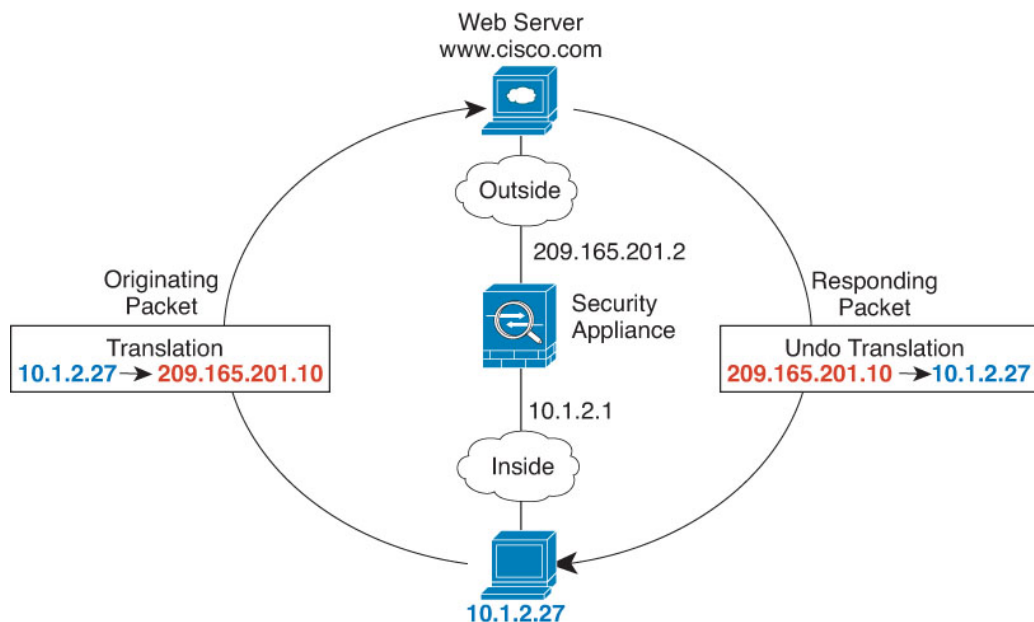 Web Server
www.cisco.com
Outside
209.165.201.2
Originating
Packet
Security
Appliance
Responding
Packet
Translation
10.1.2.27 → 209.165.201.10
Undo Translation
209.165.201.10 → 10.1.2.27
10.1.2.1
Inside
10.1.2.27